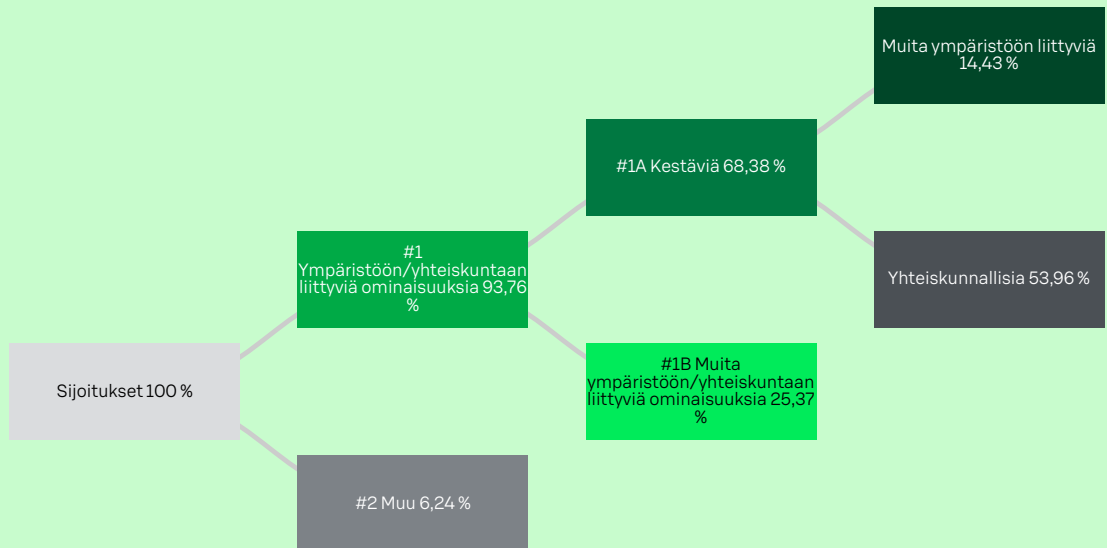 Muita ympäristöön liittyviä
14,43 %
#1A Kestäviä 68,38 %
#1
Ympäristöön/yhteiskuntaan
liittyviä ominaisuuksia 93,76
%
Yhteiskunnallisia 53,96 %
Sijoitukset 100 %
#1B Muita
ympäristöön/yhteiskuntaan
liittyviä ominaisuuksia 25,37
%
#2 Muu 6,24 %